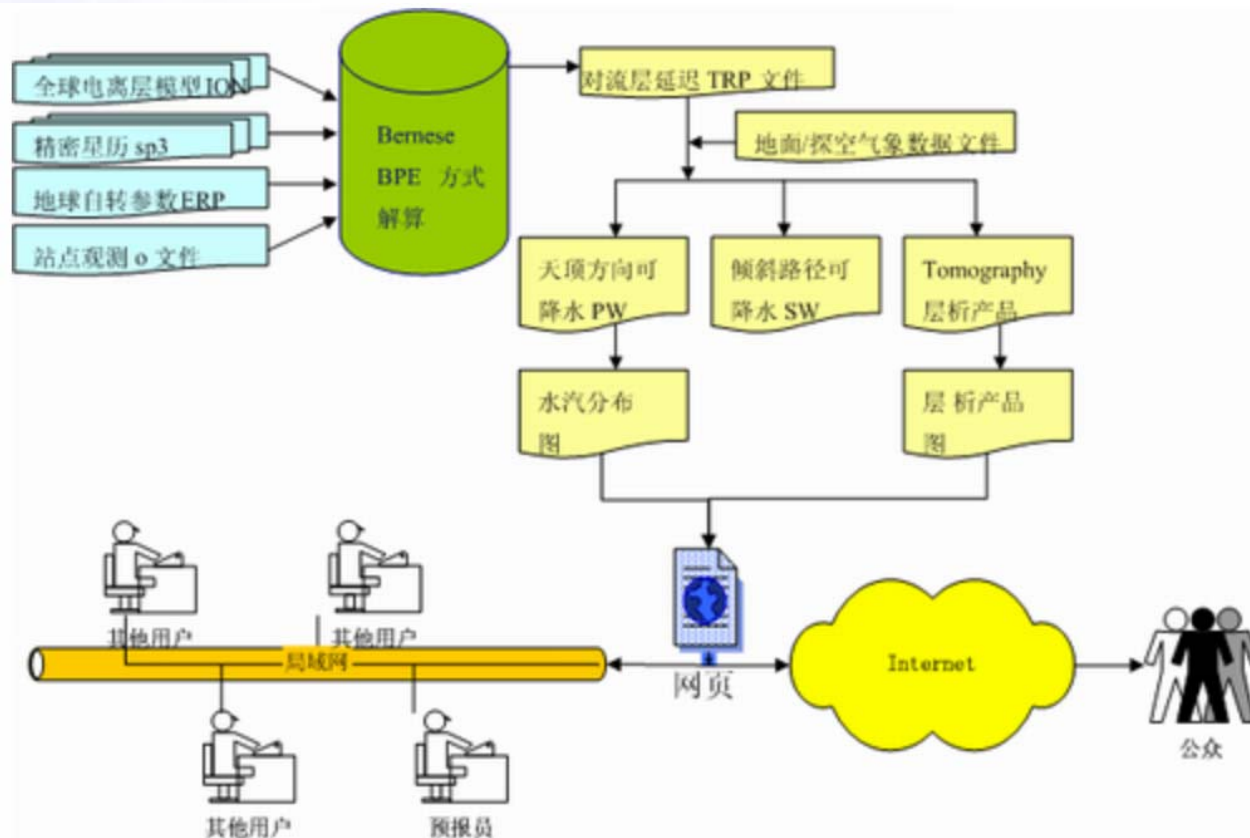 全球电离层模型ION
精密星历 sp3
地球自转参数ERP
站点观测 o 文件
Bernese
BPE 方式
解算
对流层延迟 TRP 文件
地面/探空气象数据文件
天顶方向可
降水 PW
倾斜路径可
降水 SW
Tomography
层析产品
水汽分布
图
层 析产品
图
其他用户
其他用户
局域网
网页
Internet
公众
其他用户
预报员